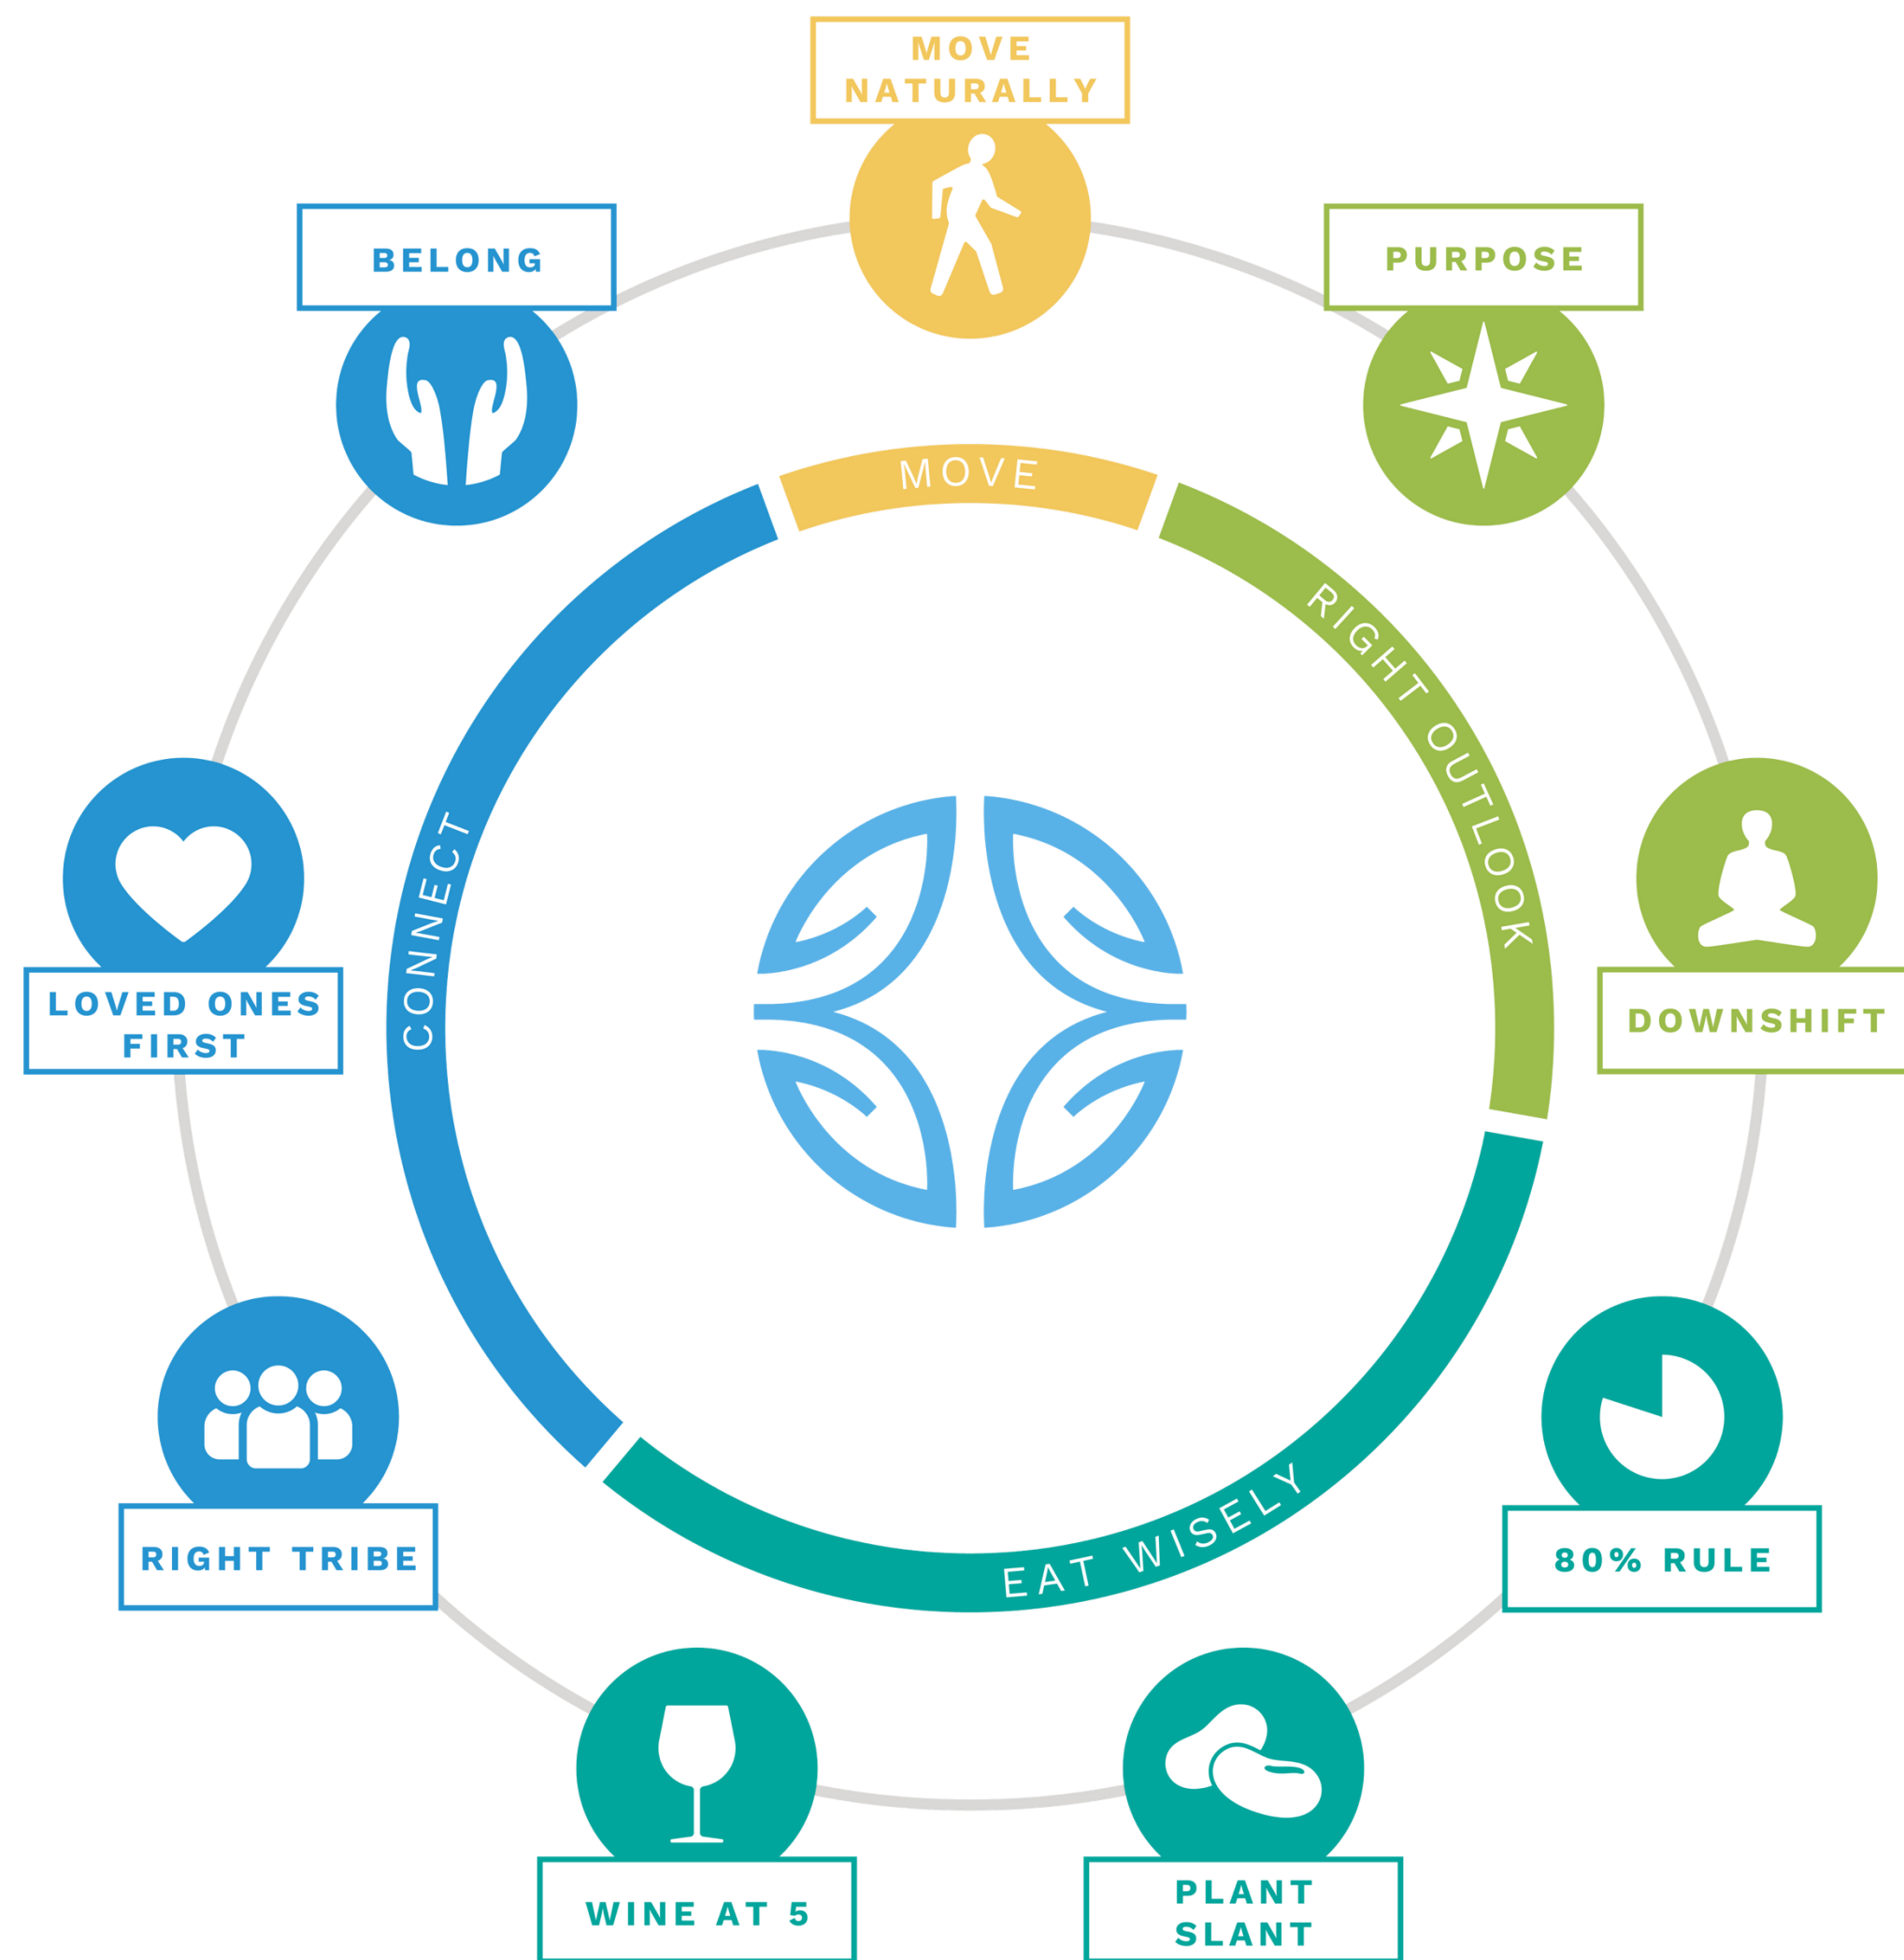 MOVE
NATURALLY
BELONG
PURPOSE
MOVE
RIGHT OUTLOOK
CONNECT
LOVED ONES
FIRST
DOWNSHIFT
RIGHT TRIBE
80% RULE
EAT WISELY
WINE AT 5
PLANT
SLANT